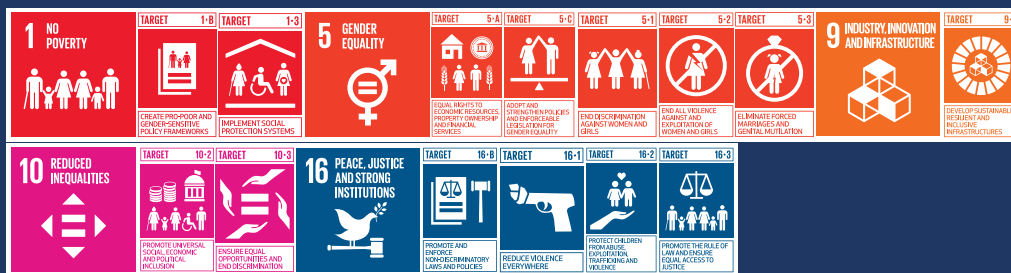 1 NO
POVERTY
TARGET 1·B
CREATE PRO-POOR AND
GENDER-SENSITIVE
POLICY FRAMEWORKS
TARGET 1·3
IMPLEMENT SOCIAL
PROTECTION SYSTEMS
5 GENDER
EQUALITY
TARGET 5·A
EQUAL RIGHTS TO
ECONOMIC RESOURCES,
PROPERTY OWNERSHIP
AND FINANCIAL
SERVICES
TARGET 5·C
ADOPT AND
STRENGTHEN POLICIES
AND ENFORCEABLE
LEGISLATION FOR
GENDER EQUALITY
TARGET 5·1
END DISCRIMINATION
AGAINST WOMEN AND
GIRLS
TARGET 5·2
END ALL VIOLENCE
AGAINST AND
EXPLOITATION OF
WOMEN AND GIRLS
TARGET 5·3
ELIMINATE FORCED
MARRIAGES AND
GENITAL MUTILATION
9 INDUSTRY, INNOVATION
AND INFRASTRUCTURE
TARGET 9·
DEVELOP SUSTAINABLE
RESILIENT AND
INCLUSIVE
INFRASTRUCTURES
10 REDUCED
INEQUALITIES
TARGET 10·2
PROMOTE UNIVERSAL
SOCIAL, ECONOMIC
AND POLITICAL
INCLUSION
TARGET 10·3
ENSURE EQUAL
OPPORTUNITIES AND
END DISCRIMINATION
16 PEACE, JUSTICE
AND STRONG
INSTITUTIONS
TARGET 16·B
PROMOTE AND
ENFORCE
NON-DISCRIMINATORY
LAWS AND POLICIES
TARGET 16·1
REDUCE VIOLENCE
EVERYWHERE
TARGET 16·2
PROTECT CHILDREN
FROM ABUSE,
EXPLOITATION,
TRAFFICKING AND
VIOLENCE
TARGET 16·3
PROMOTE THE RULE OF
LAW AND ENSURE
EQUAL ACCESS TO
JUSTICE